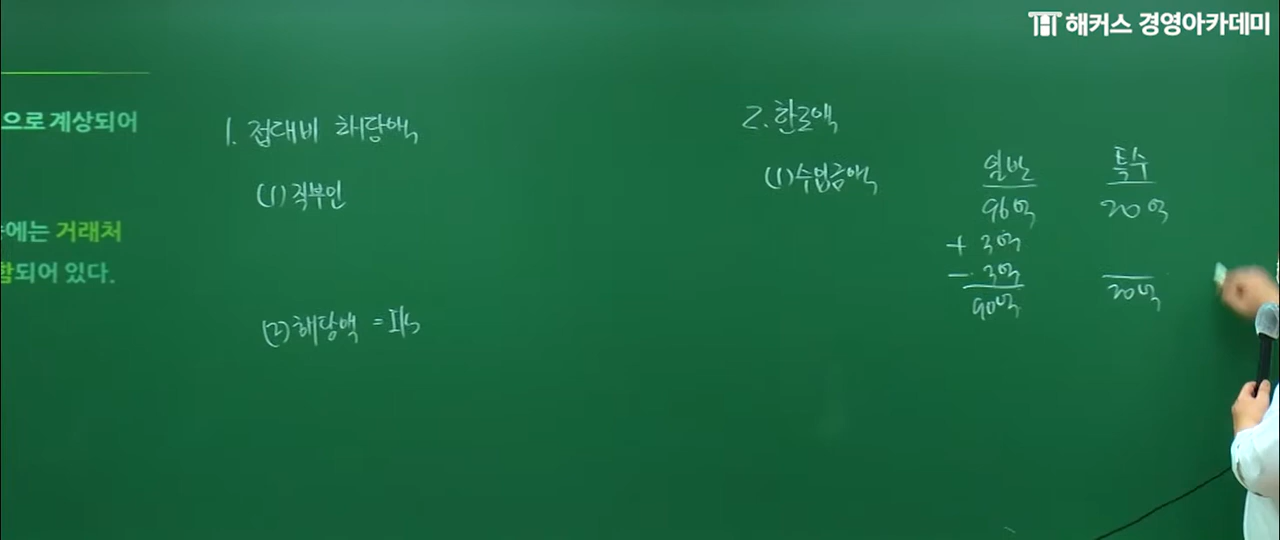 해커스 경영아카데미
으로 계상되어
에는 거래처
함되어 있다.
1. 접대비 해당액
(1) 직부인
(2) 해당액 = I/s
2. 한도액
(1) 수입금액
일반 특수
96억 20억
+ 3억
- 3억
90억 20억